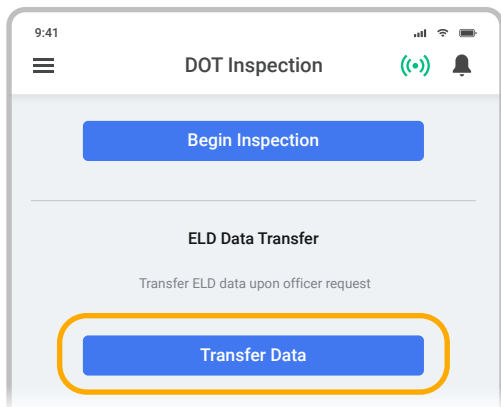 9:41
DOT Inspection
Begin Inspection
ELD Data Transfer
Transfer ELD data upon officer request
Transfer Data